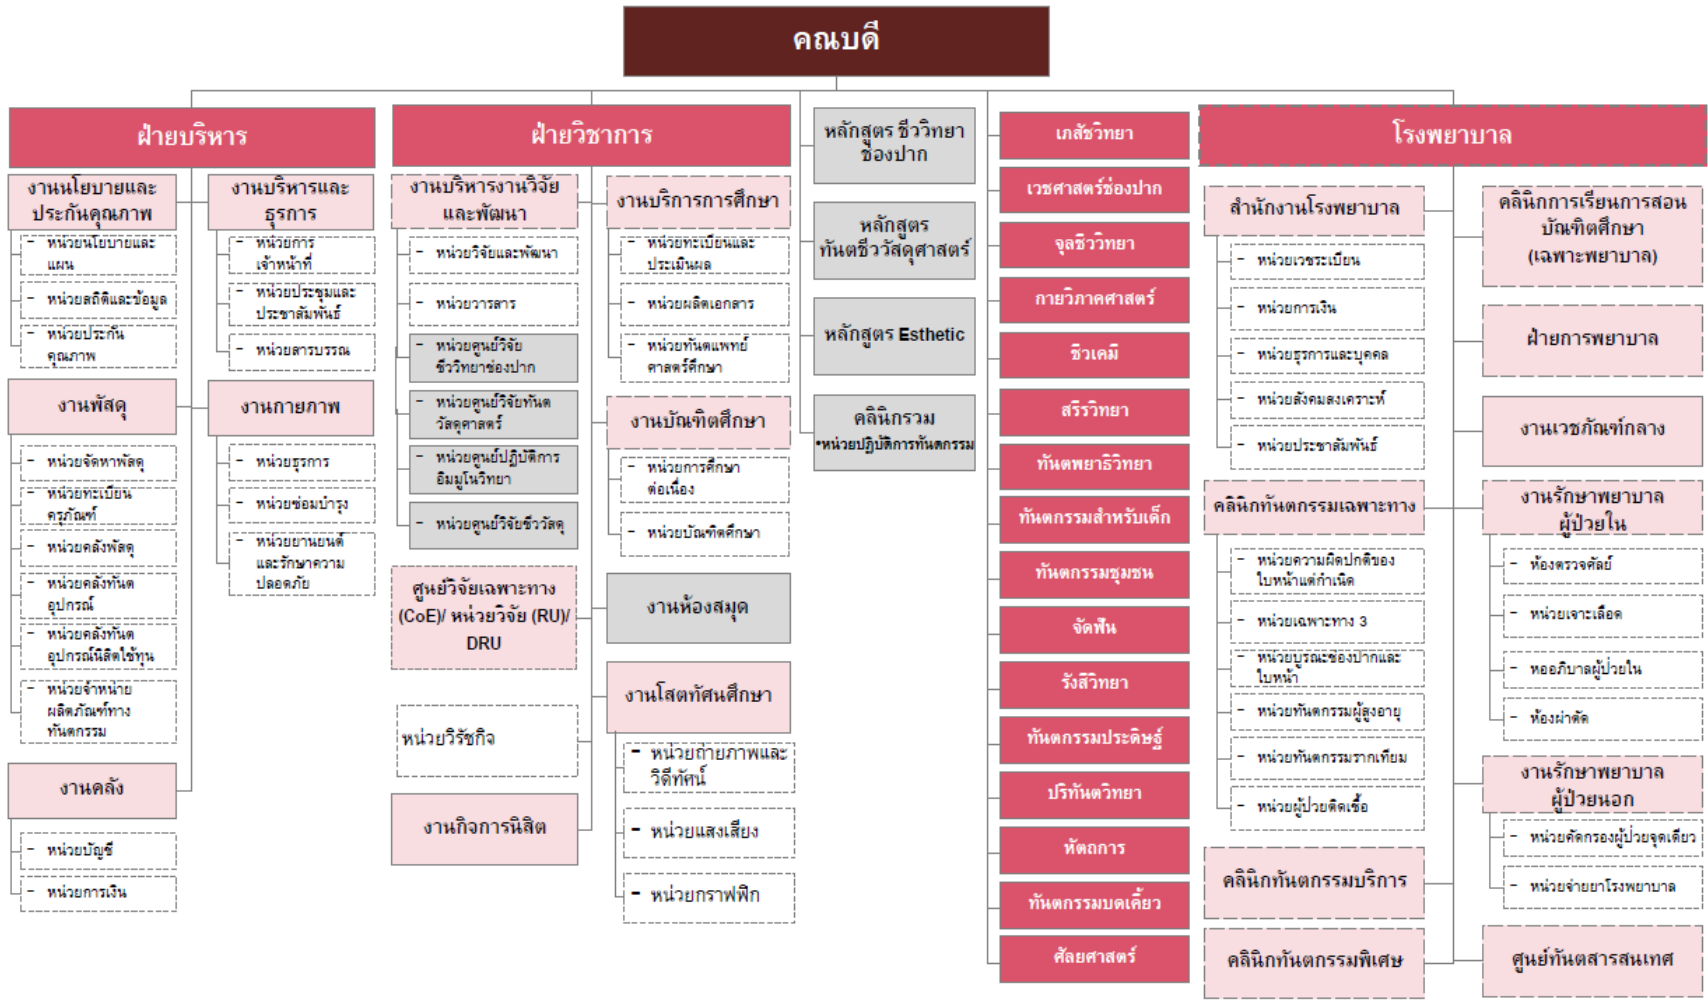 คณบดี
ฝ่ายบริหาร
งานนโยบายและ
ประกันคุณภาพ
- หน่วยนโยบายและ
แผน
- หน่วยสถิติและข้อมูล
- หน่วยประกัน
คุณภาพ
งานบริหารและ
ธุรการ
- หน่วยการ
เจ้าหน้าที่
- หน่วยประชุมและ
ประชาสัมพันธ์
- หน่วยสารบรรณ
งานพัสดุ
- หน่วยจัดหาพัสดุ
- หน่วยทะเบียน
ครุภัณฑ์
- หน่วยคลังพัสดุ
- หน่วยคลังทันต
อุปกรณ์
- หน่วยคลังทันต
อุปกรณ์นิสิตใช้ทุน
- หน่วยจำหน่าย
ผลิตภัณฑ์ทาง
ทันตกรรม
งานกายภาพ
- หน่วยธุรการ
- หน่วยซ่อมบำรุง
- หน่วยยานยนต์
และรักษาความ
ปลอดภัย
งานคลัง
- หน่วยบัญชี
- หน่วยการเงิน
ฝ่ายวิชาการ
งานบริหารงานวิจัย
และพัฒนา
- หน่วยวิจัยและพัฒนา
- หน่วยวารสาร
- หน่วยศูนย์วิจัย
ชีววิทยาช่องปาก
- หน่วยศูนย์วิจัยทันต
วัสดุศาสตร์
- หน่วยศูนย์ปฏิบัติการ
อิมมูโนวิทยา
- หน่วยศูนย์วิจัยชีววัสดุ
ศูนย์วิจัยเฉพาะทาง
(CoE)/ หน่วยวิจัย (RU)/
DRU
หน่วยวิรัชกิจ
งานกิจการนิสิต
งานบริการการศึกษา
- หน่วยทะเบียนและ
ประเมินผล
- หน่วยผลิตเอกสาร
- หน่วยทันตแพทย์
ศาสตร์ศึกษา
งานบัณฑิตศึกษา
- หน่วยการศึกษา
ต่อเนื่อง
- หน่วยบัณฑิตศึกษา
งานห้องสมุด
งานโสตทัศนศึกษา
- หน่วยถ่ายภาพและ
วิดีทัศน์
- หน่วยแสงเสียง
- หน่วยกราฟฟิก
หลักสูตร ชีววิทยา
ช่องปาก
หลักสูตร
ทันตชีววัสดุศาสตร์
หลักสูตร Esthetic
คลินิกรวม
•หน่วยปฏิบัติการทันตกรรม
เภสัชวิทยา
เวชศาสตร์ช่องปาก
จุลชีววิทยา
กายวิภาคศาสตร์
ชีวเคมี
สรีรวิทยา
ทันตพยาธิวิทยา
ทันตกรรมสำหรับเด็ก
ทันตกรรมชุมชน
จัดฟัน
รังสีวิทยา
ทันตกรรมประดิษฐ์
ปริทันตวิทยา
หัตถการ
ทันตกรรมบดเคี้ยว
ศัลยศาสตร์
โรงพยาบาล
สำนักงานโรงพยาบาล
- หน่วยเวชระเบียน
- หน่วยการเงิน
- หน่วยธุรการและบุคคล
- หน่วยสังคมสงเคราะห์
- หน่วยประชาสัมพันธ์
คลินิกทันตกรรมเฉพาะทาง
- หน่วยความผิดปกติของ
ใบหน้าแต่กำเนิด
- หน่วยเฉพาะทาง 3
- หน่วยบูรณะช่องปากและ
ใบหน้า
- หน่วยทันตกรรมผู้สูงอายุ
- หน่วยทันตกรรมรากเทียม
- หน่วยผู้ป่วยติดเชื้อ
คลินิกทันตกรรมบริการ
คลินิกทันตกรรมพิเศษ
คลินิกการเรียนการสอน
บัณฑิตศึกษา
(เฉพาะพยาบาล)
ฝ่ายการพยาบาล
งานเวชภัณฑ์กลาง
งานรักษาพยาบาล
ผู้ป่วยใน
- ห้องตรวจศัลย์
- หน่วยเจาะเลือด
- หออภิบาลผู้ป่วยใน
- ห้องผ่าตัด
งานรักษาพยาบาล
ผู้ป่วยนอก
- หน่วยคัดกรองผู้ป่วยจุดเดียว
- หน่วยจ่ายยาโรงพยาบาล
ศูนย์ทันตสารสนเทศ